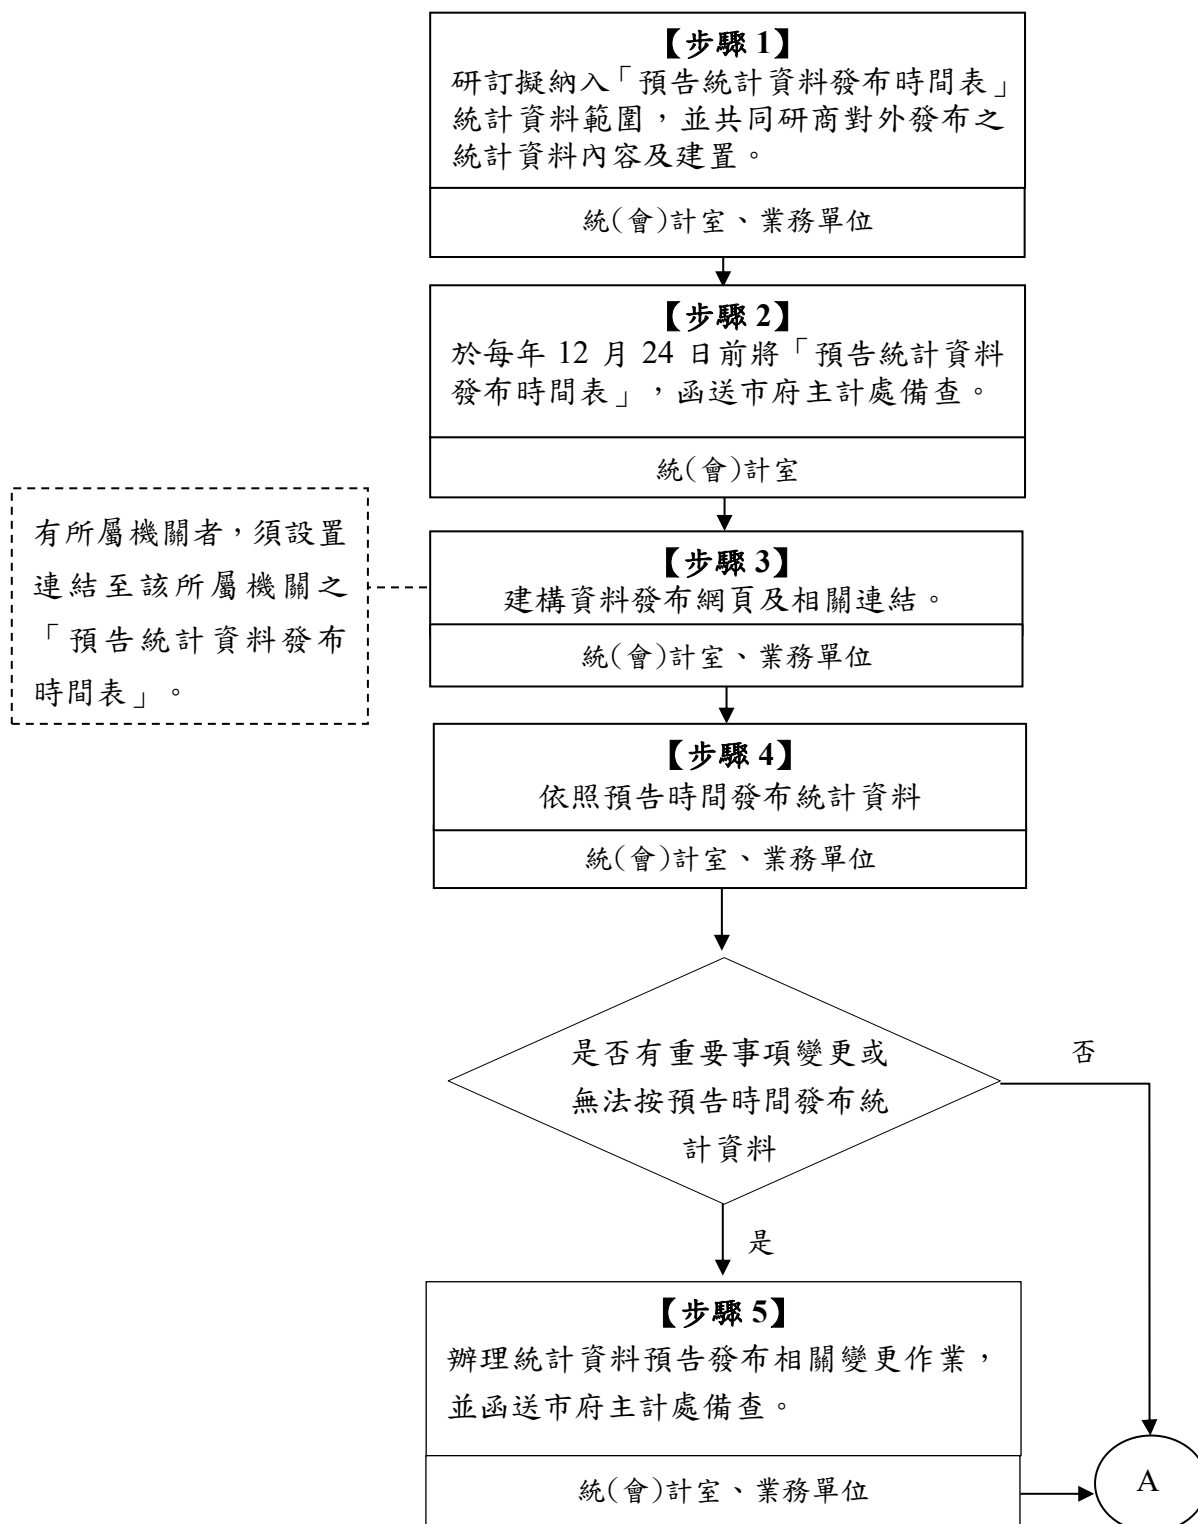 【步驟 1】
研訂擬納入「預告統計資料發布時間表」
統計資料範圍，並共同研商對外發布之
統計資料內容及建置。
統(會)計室、業務單位
【步驟 2】
於每年 12 月 24 日前將「預告統計資料
發布時間表」，函送市府主計處備查。
統(會)計室
有所屬機關者，須設置
連結至該所屬機關之
「預告統計資料發布
時間表」。
【步驟 3】
建構資料發布網頁及相關連結。
統(會)計室、業務單位
【步驟 4】
依照預告時間發布統計資料
統(會)計室、業務單位
是否有重要事項變更或
無法按預告時間發布統
計資料
否
是
【步驟 5】
辦理統計資料預告發布相關變更作業，
並函送市府主計處備查。
統(會)計室、業務單位
A